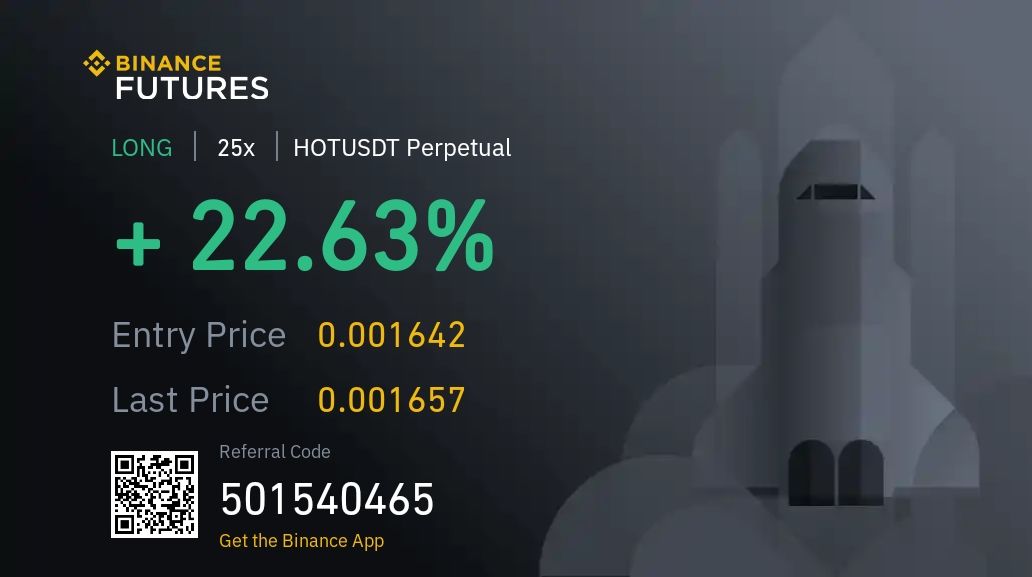 BINANCE
FUTURES
LONG | 25x | HOTUSDT Perpetual
+ 22.63%
Entry Price 0.001642
Last Price 0.001657
Referral Code
501540465
Get the Binance App